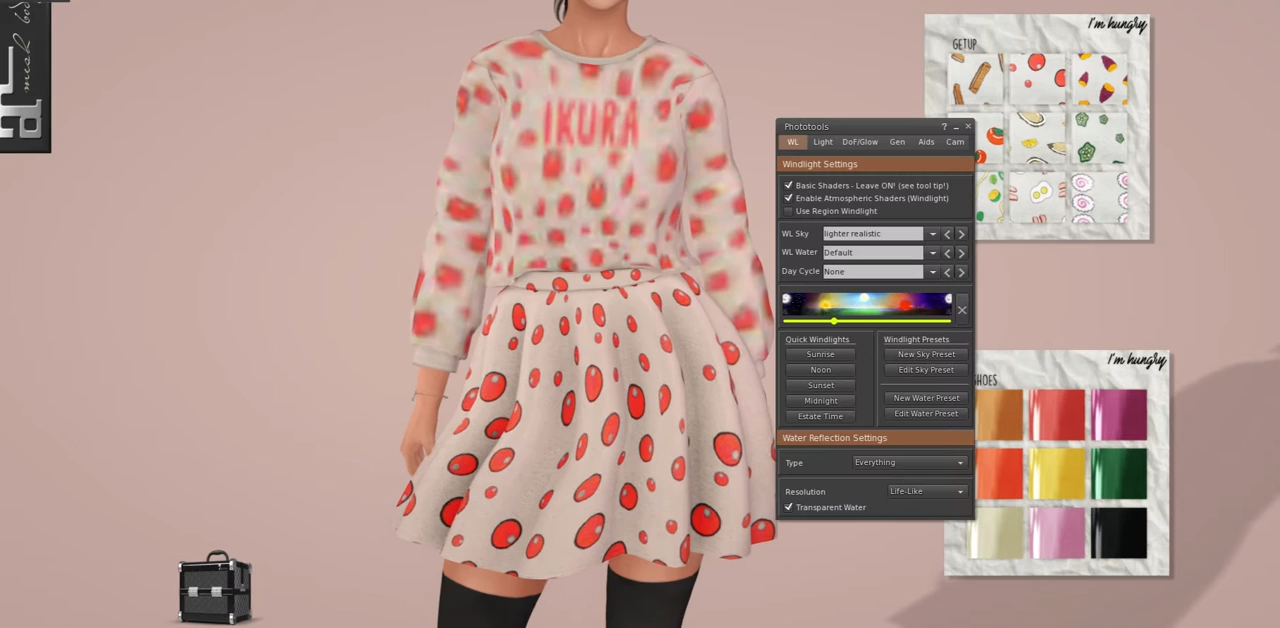 mesh
I'm hungry
GETUP
IKURA
Phototools
? _ ×
WL Light DoF/Glow Gen Aids Cam
Windlight Settings
Basic Shaders - Leave ON! (see tool tip!)
Enable Atmospheric Shaders (Windlight)
Use Region Windlight
WL Sky lighter realistic
WL Water Default
Day Cycle None
Quick Windlights
Sunrise
Noon
Sunset
Midnight
Estate Time
Windlight Presets
New Sky Preset
Edit Sky Preset
New Water Preset
Edit Water Preset
Water Reflection Settings
Type Everything
Resolution Life-Like
Transparent Water
I'm hungry
SHOES